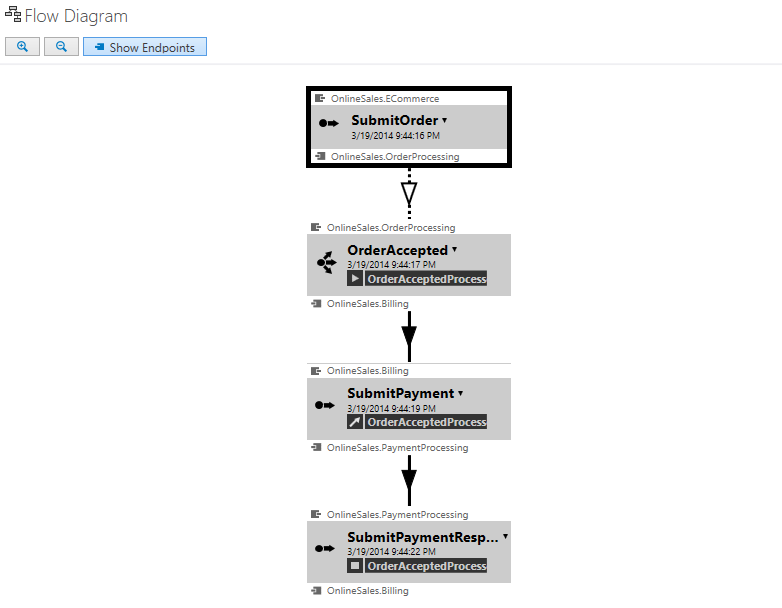 Flow Diagram
Show Endpoints
OnlineSales.ECommerce
SubmitOrder
3/19/2014 9:44:16 PM
OnlineSales.OrderProcessing
OnlineSales.OrderProcessing
OrderAccepted
3/19/2014 9:44:17 PM
OrderAcceptedProcess
OnlineSales.Billing
OnlineSales.Billing
SubmitPayment
3/19/2014 9:44:19 PM
OrderAcceptedProcess
OnlineSales.PaymentProcessing
OnlineSales.PaymentProcessing
SubmitPaymentResp...
3/19/2014 9:44:22 PM
OrderAcceptedProcess
OnlineSales.Billing